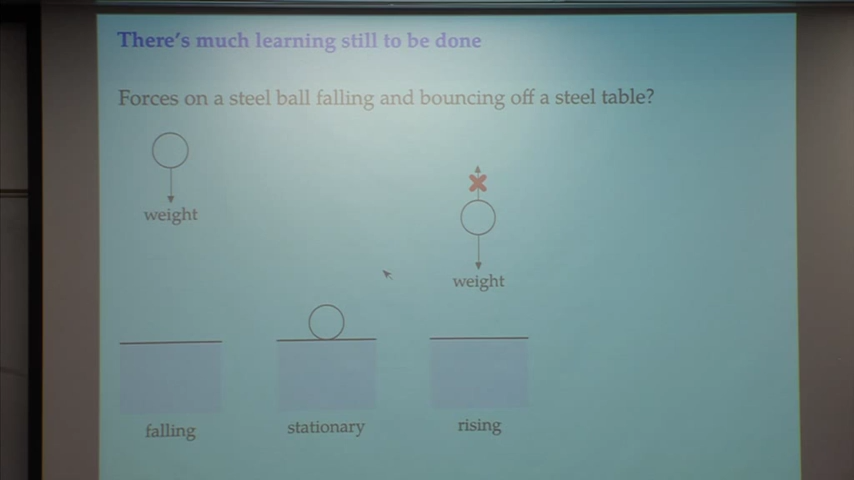 There's much learning still to be done
Forces on a steel ball falling and bouncing off a steel table?
weight
weight
falling
stationary
rising